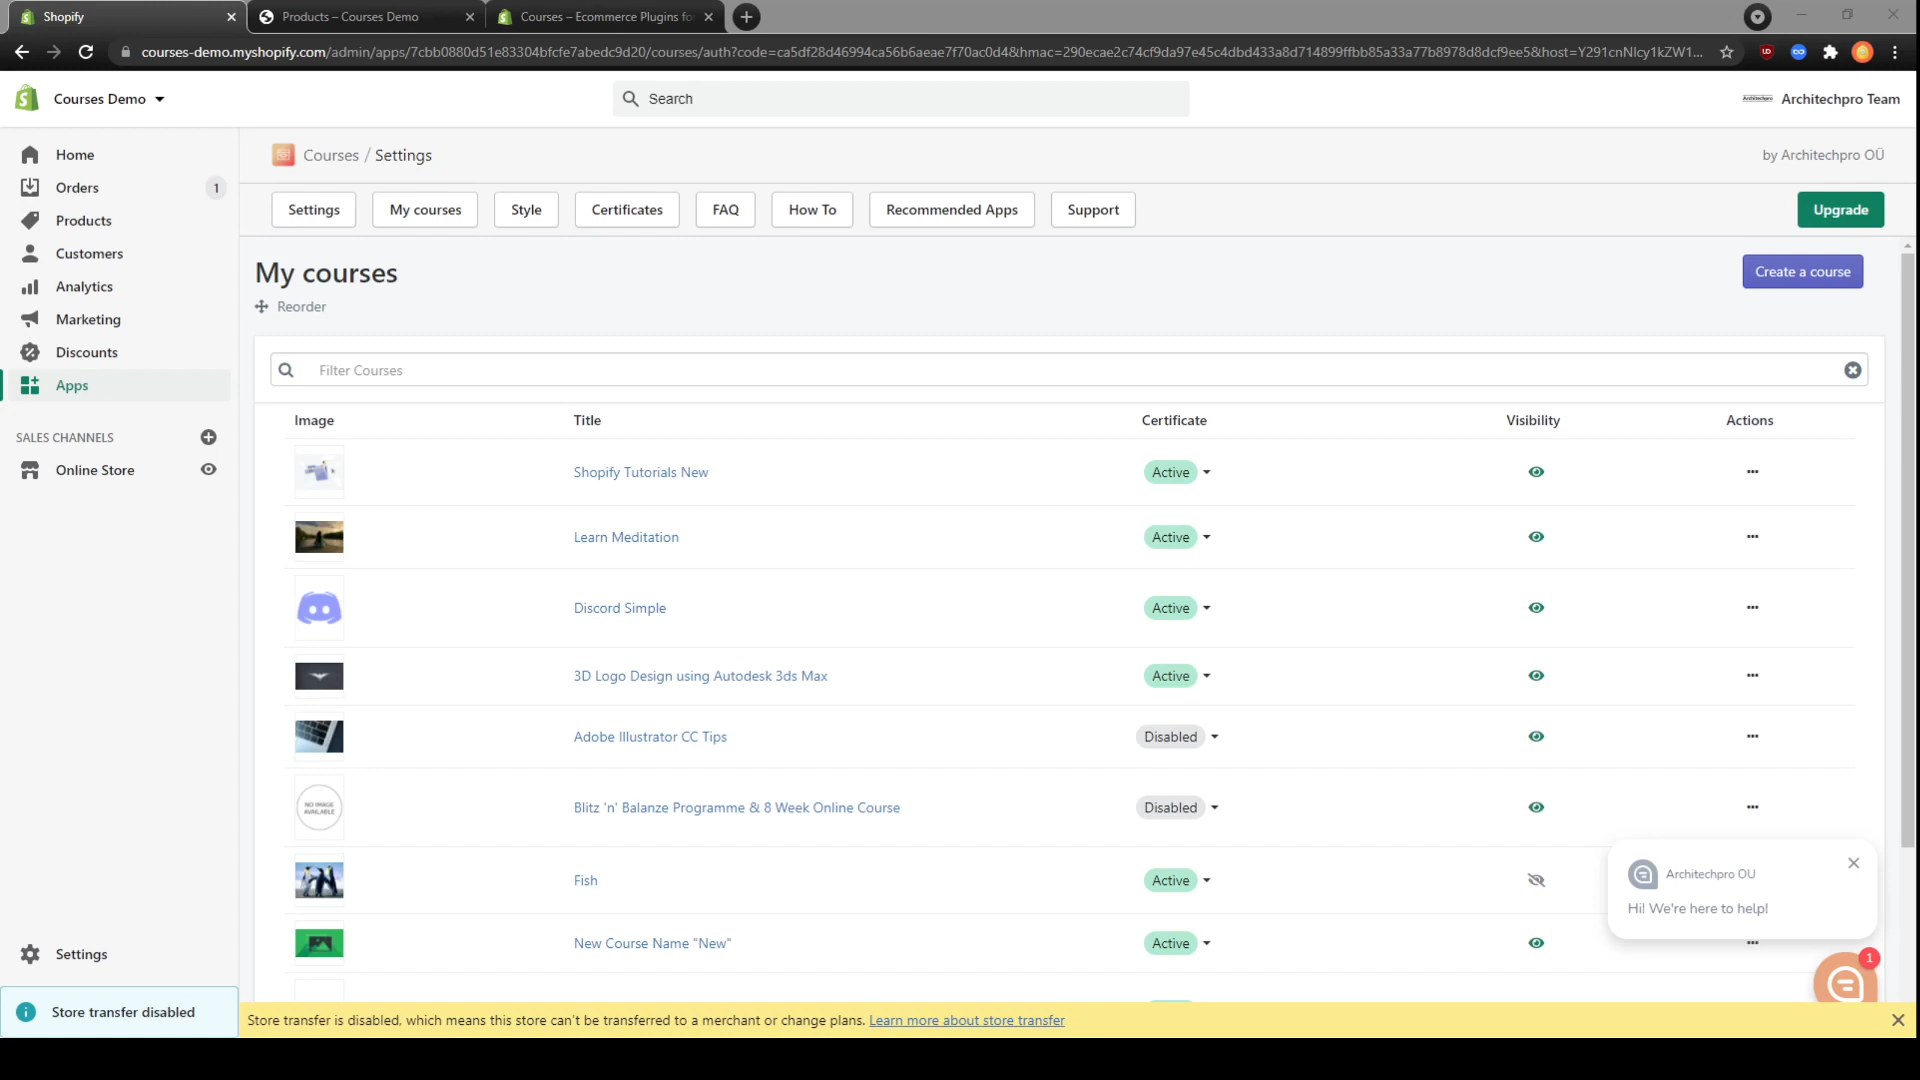 Shopify
Products – Courses Demo
Courses – Ecommerce Plugins for
courses-demo.myshopify.com/admin/apps/7cbb0880d51e83304bfcfe7abedc9d20/courses/auth?code=ca5df28d46994ca56b6aeae7f70ac0d4&hmac=290ecae2c74cf9da97e45c4dbd433a8d714899ffbb85a33a77b8978d8dcf9ee5&host=Y291cnNlcy1kZW1...
Courses Demo
Search
Architechpro Team
Home
Orders 1
Products
Customers
Analytics
Marketing
Discounts
Apps
SALES CHANNELS
Online Store
Settings
Store transfer disabled
Courses / Settings
by Architechpro OÜ
Settings
My courses
Style
Certificates
FAQ
How To
Recommended Apps
Support
Upgrade
My courses
Create a course
Reorder
Filter Courses
Image Title Certificate Visibility Actions
Shopify Tutorials New Active
Learn Meditation Active
Discord Simple Active
3D Logo Design using Autodesk 3ds Max Active
Adobe Illustrator CC Tips Disabled
NO IMAGE
AVAILABLE
Blitz 'n' Balanze Programme & 8 Week Online Course Disabled
Fish Active
New Course Name "New" Active
Architechpro OU
Hi! We're here to help!
1
Store transfer is disabled, which means this store can't be transferred to a merchant or change plans. Learn more about store transfer